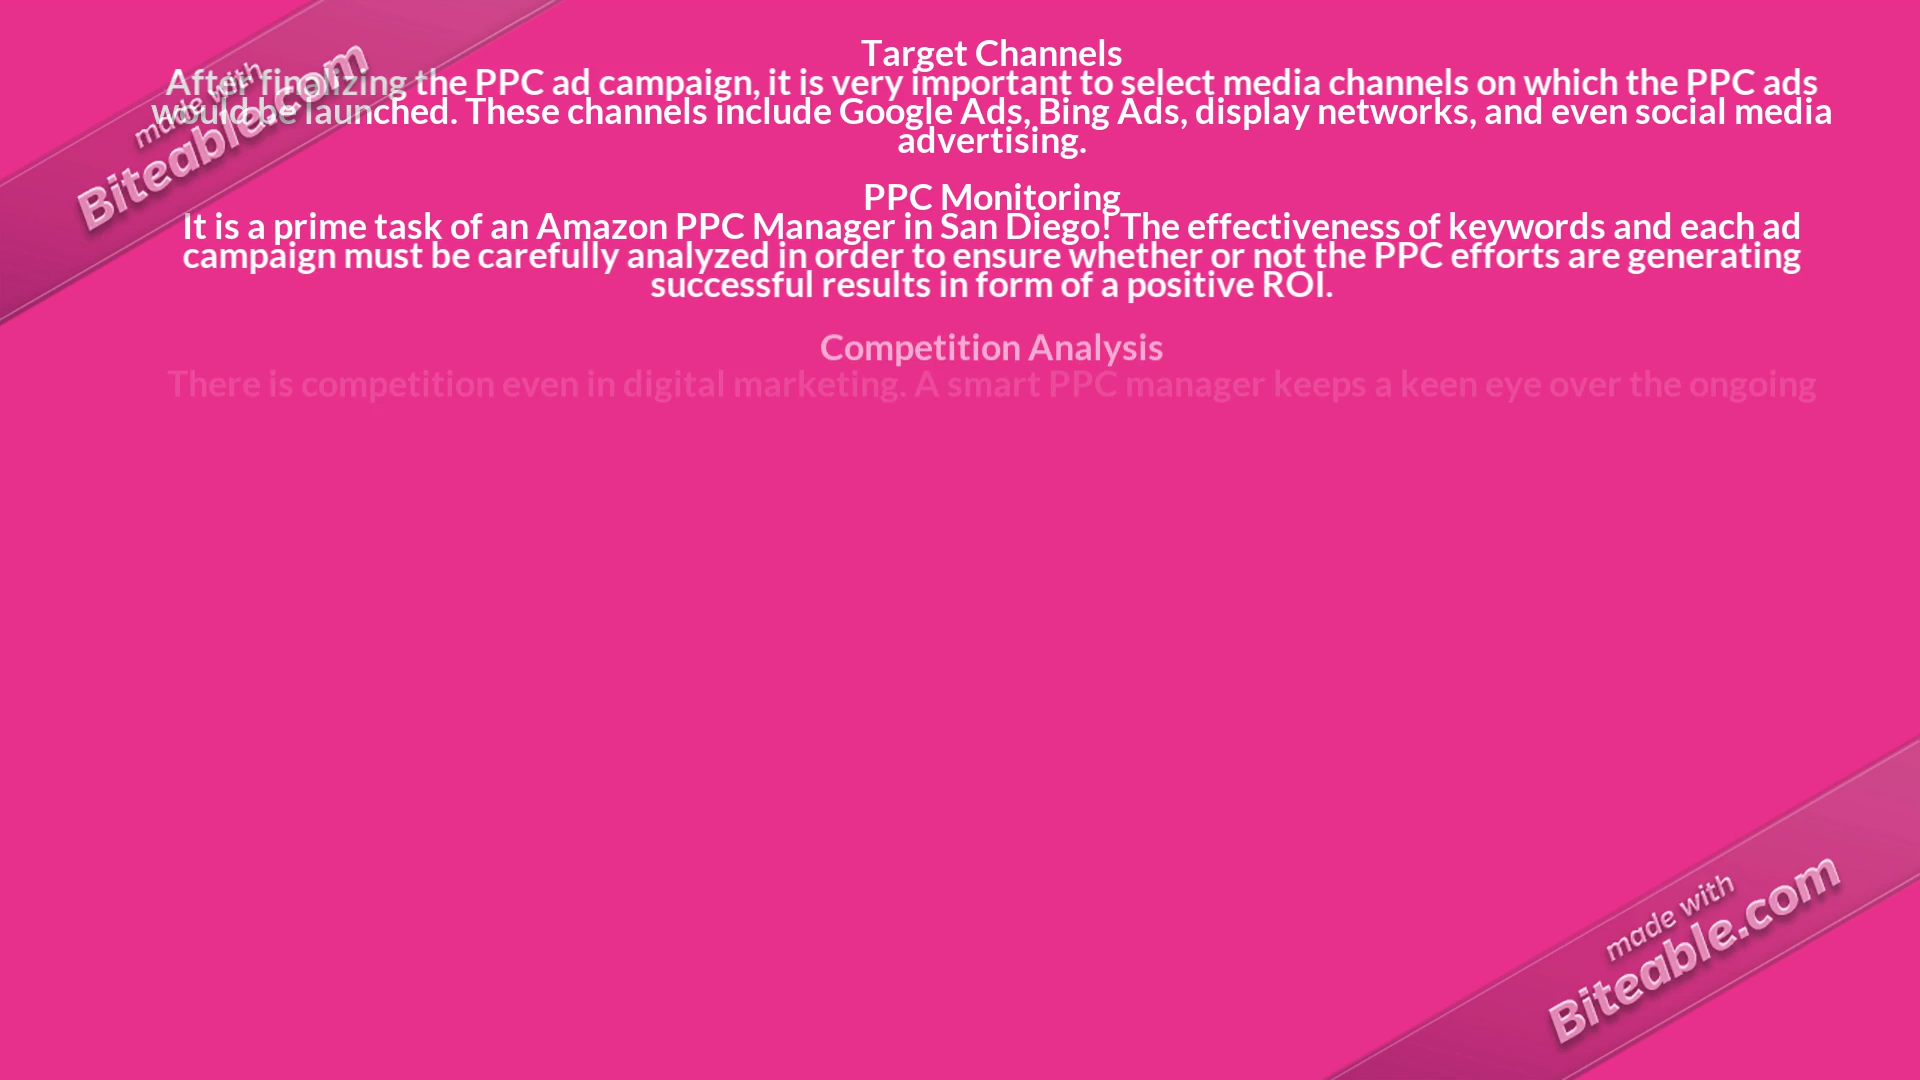 Target Channels
After finalizing the PPC ad campaign, it is very important to select media channels on which the PPC ads
would be launched. These channels include Google Ads, Bing Ads, display networks, and even social media
advertising.
PPC Monitoring
It is a prime task of an Amazon PPC Manager in San Diego! The effectiveness of keywords and each ad
campaign must be carefully analyzed in order to ensure whether or not the PPC efforts are generating
successful results in form of a positive ROI.
Competition Analysis
There is competition even in digital marketing. A smart PPC manager keeps a keen eye over the ongoing
made with
Biteable.com
made with
Biteable.com